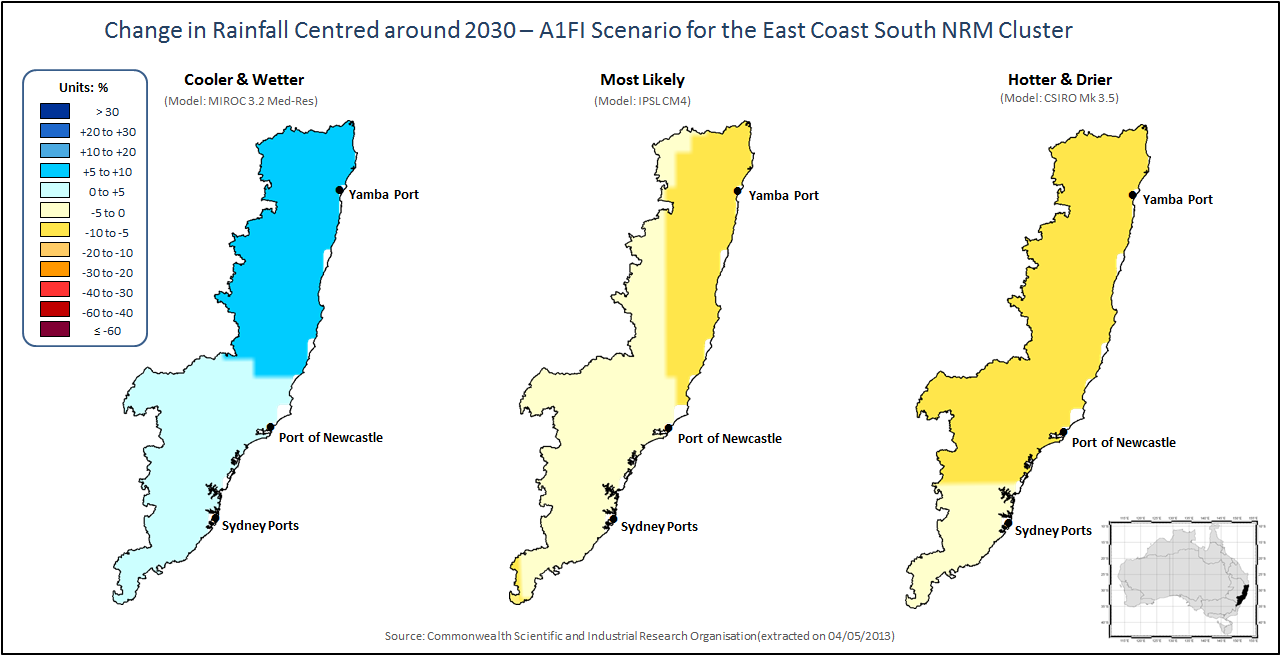 Change in Rainfall Centred around 2030 – A1FI Scenario for the East Coast South NRM Cluster
Units: %
> 30
+20 to +30
+10 to +20
+5 to +10
0 to +5
-5 to 0
-10 to -5
-20 to -10
-30 to -20
-40 to -30
-60 to -40
≤ -60
Cooler & Wetter
(Model: MIROC 3.2 Med-Res)
Yamba Port
Port of Newcastle
Sydney Ports
Most Likely
(Model: IPSL CM4)
Yamba Port
Port of Newcastle
Sydney Ports
Hotter & Drier
(Model: CSIRO Mk 3.5)
Yamba Port
Port of Newcastle
Sydney Ports
Source: Commonwealth Scientific and Industrial Research Organisation(extracted on 04/05/2013)